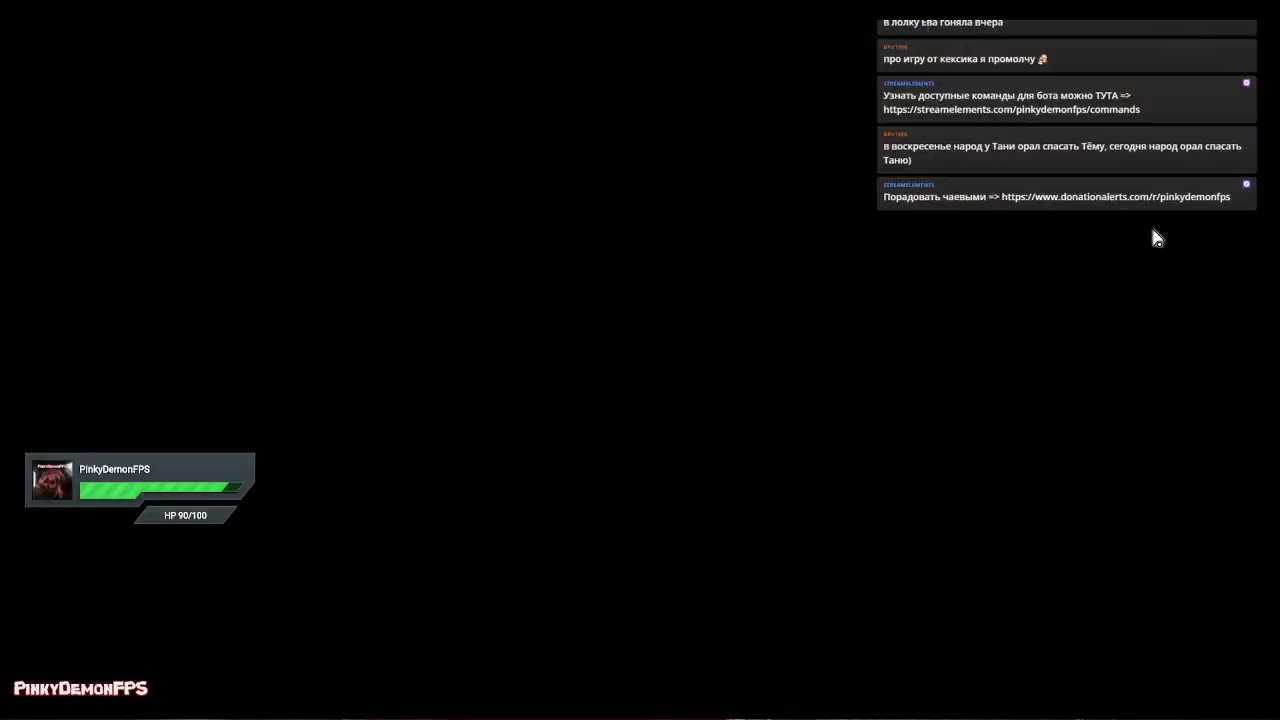 в лолку Ева гоняла вчера
про игру от кексика я промолчу
STREAMELEMENTS
Узнать доступные команды для бота можно ТУТА =>
https://streamelements.com/pinkydemonfps/commands
в воскресенье народ у Тани орал спасать Тёму, сегодня народ орал спасать
Таню)
STREAMELEMENTS
Порадовать чаевыми => https://www.donationalerts.com/r/pinkydemonfps
PinkyDemonFPS
HP 90/100
PINKYDEMONFPS